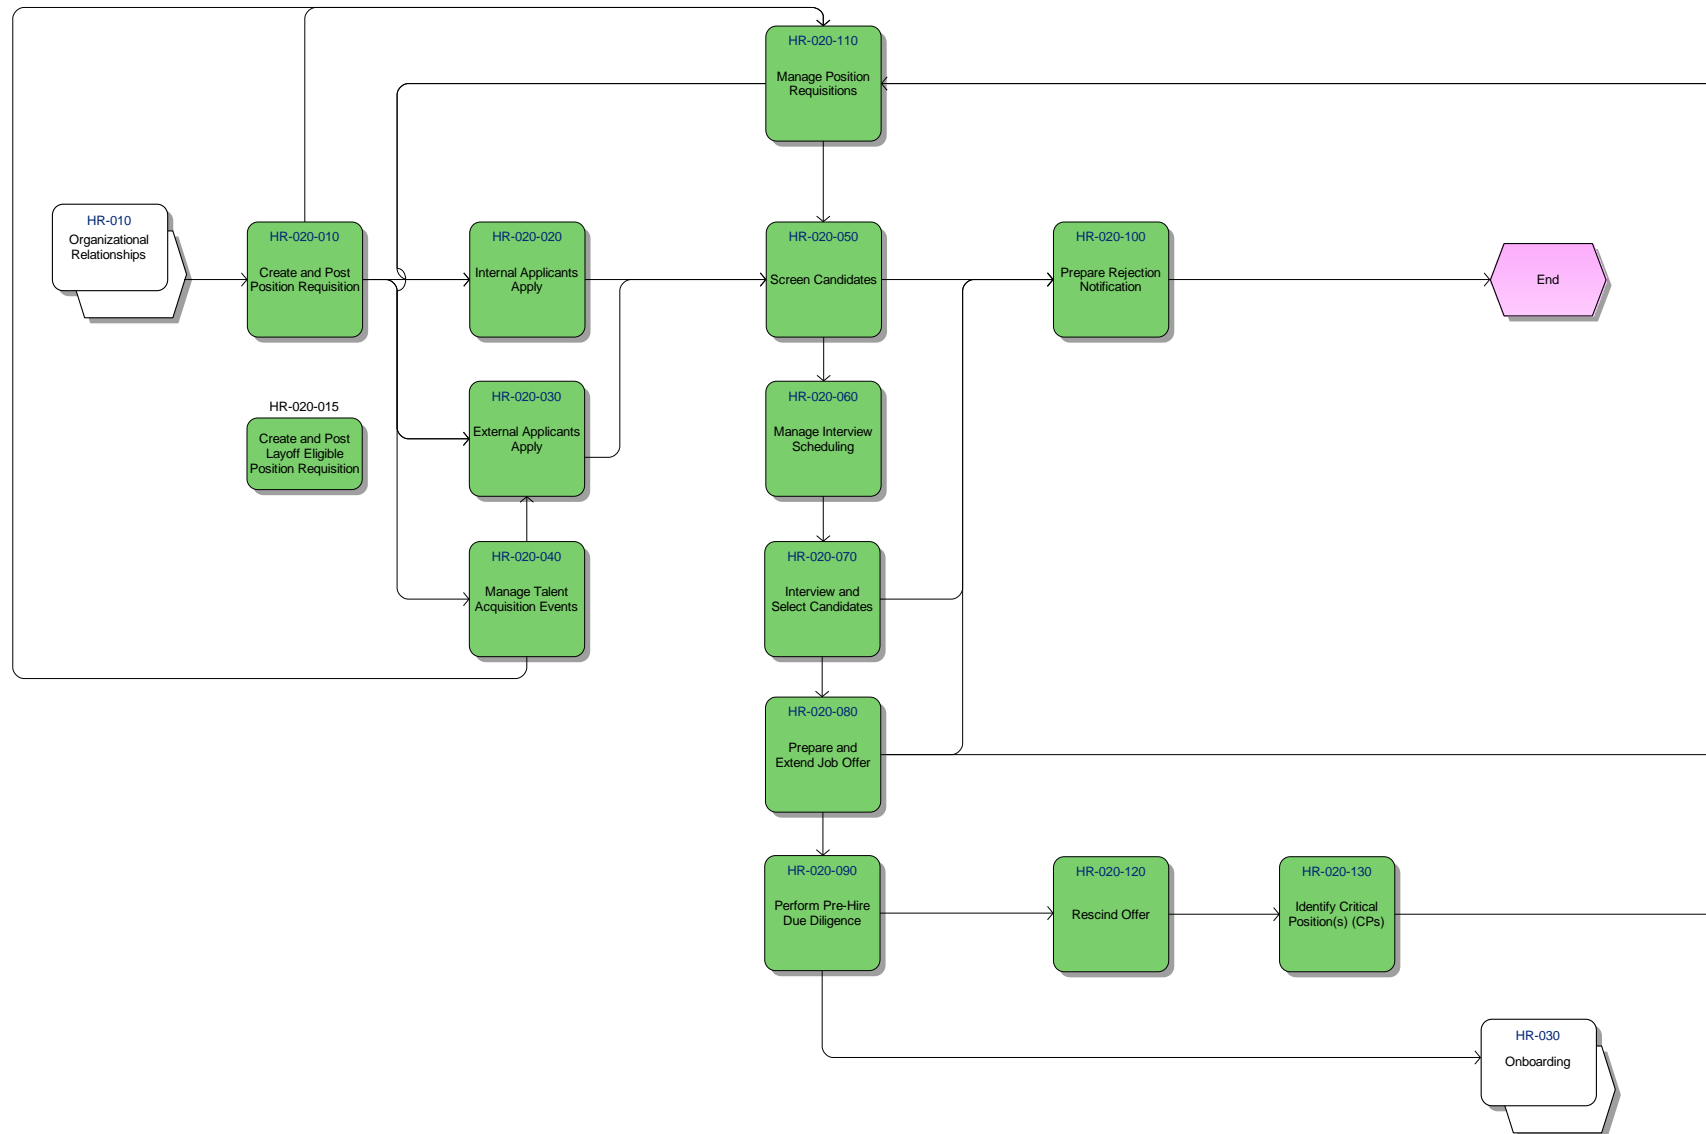 HR-020-110
Manage Position
Requisitions
HR-010
Organizational
Relationships
HR-020-010
Create and Post
Position Requisition
HR-020-020
Internal Applicants
Apply
HR-020-050
Screen Candidates
HR-020-100
Prepare Rejection
Notification
End
HR-020-015
Create and Post
Layoff Eligible
Position Requisition
HR-020-030
External Applicants
Apply
HR-020-060
Manage Interview
Scheduling
HR-020-040
Manage Talent
Acquisition Events
HR-020-070
Interview and
Select Candidates
HR-020-080
Prepare and
Extend Job Offer
HR-020-090
Perform Pre-Hire
Due Diligence
HR-020-120
Rescind Offer
HR-020-130
Identify Critical
Position(s) (CPs)
HR-030
Onboarding